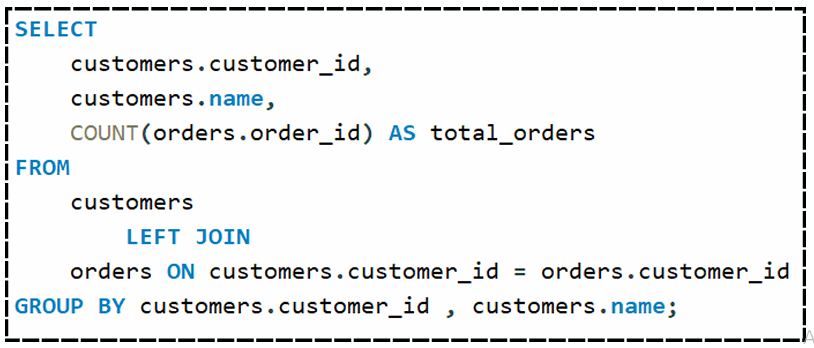 SELECT
customers.customer_id,
customers.name,
COUNT(orders.order_id) AS total_orders
FROM
customers
LEFT JOIN
orders ON customers.customer_id = orders.customer_id
GROUP BY customers.customer_id , customers.name;